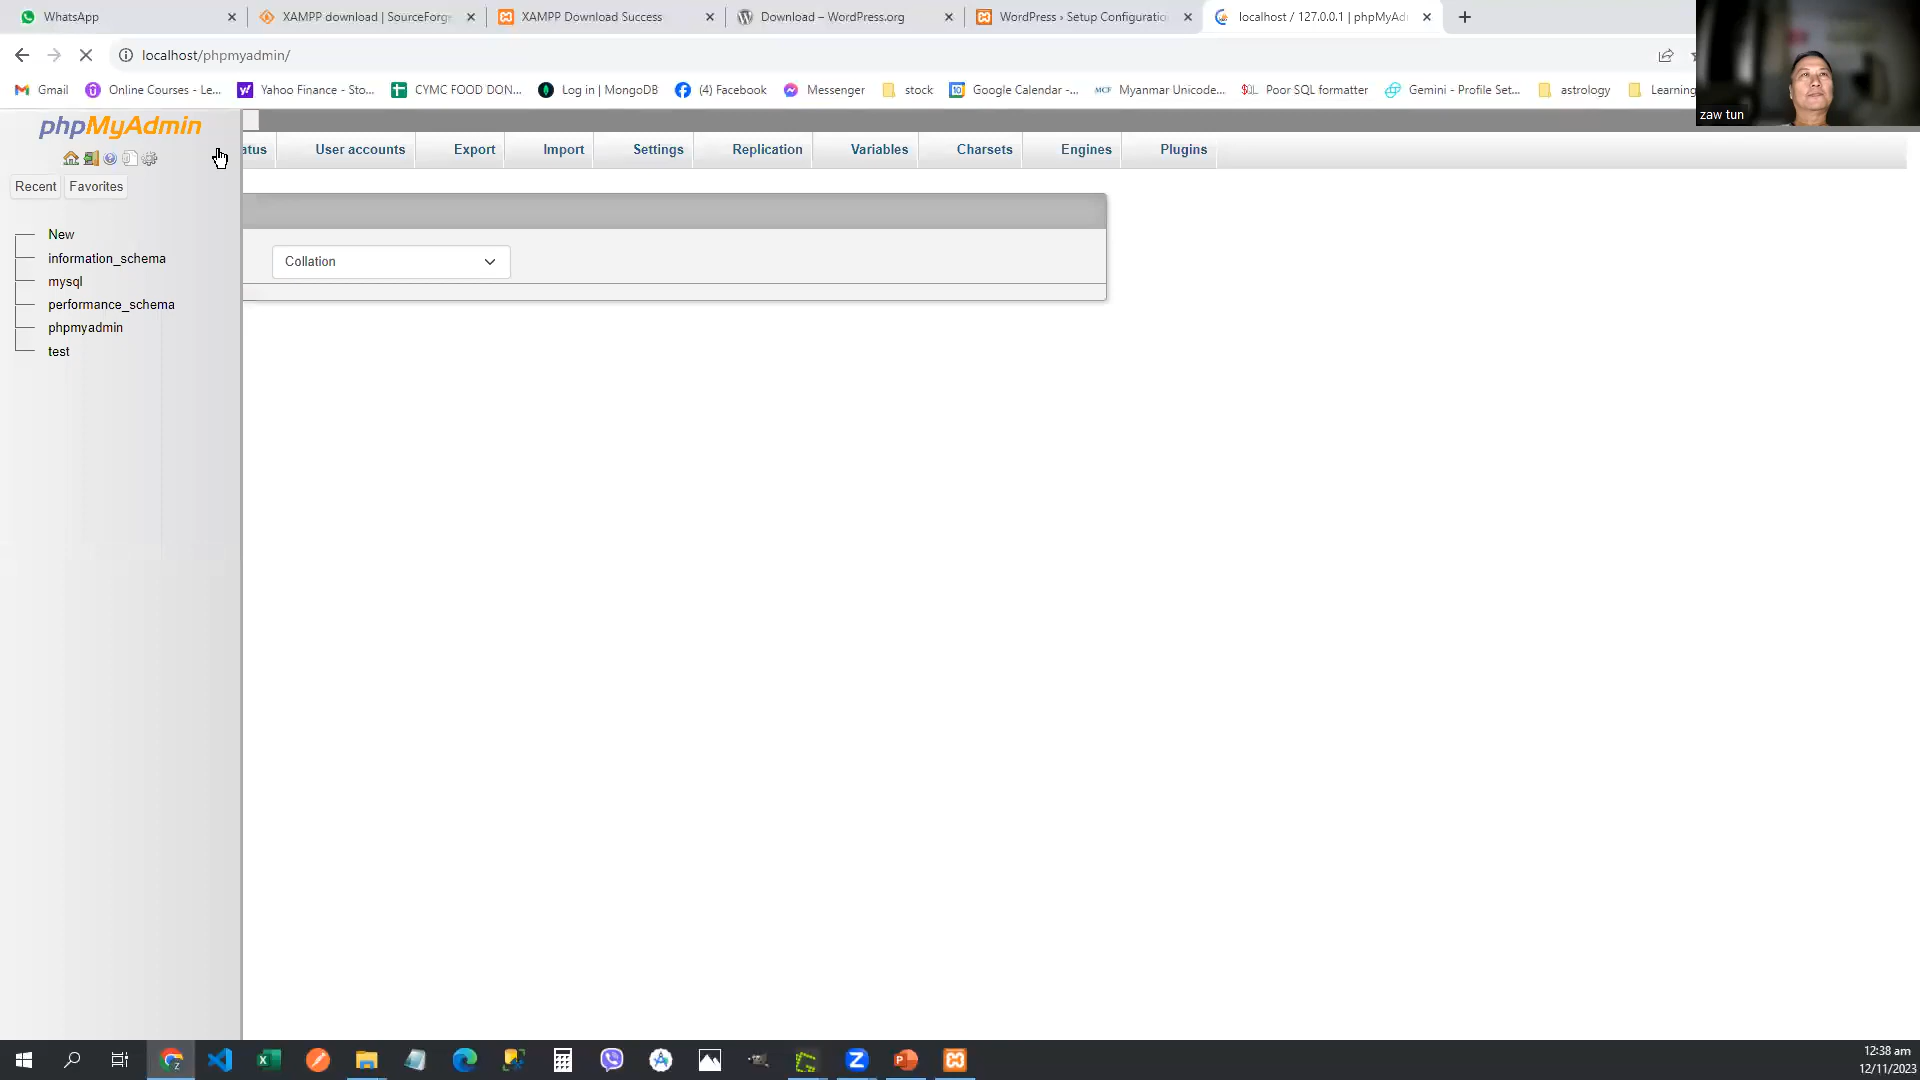 WhatsApp
XAMPP download | SourceForg
XAMPP Download Success
Download – WordPress.org
WordPress › Setup Configuratio
localhost / 127.0.0.1 | phpMyAd
localhost/phpmyadmin/
Gmail
Online Courses - Le...
Yahoo Finance - Sto...
CYMC FOOD DON...
Log in | MongoDB
(4) Facebook
Messenger
stock
Google Calendar -...
Myanmar Unicode...
Poor SQL formatter
Gemini - Profile Set...
astrology
Learning
zaw tun
phpMyAdmin
atus
User accounts
Export
Import
Settings
Replication
Variables
Charsets
Engines
Plugins
Recent
Favorites
New
information_schema
mysql
performance_schema
phpmyadmin
test
Collation
12:38 am
12/11/2023